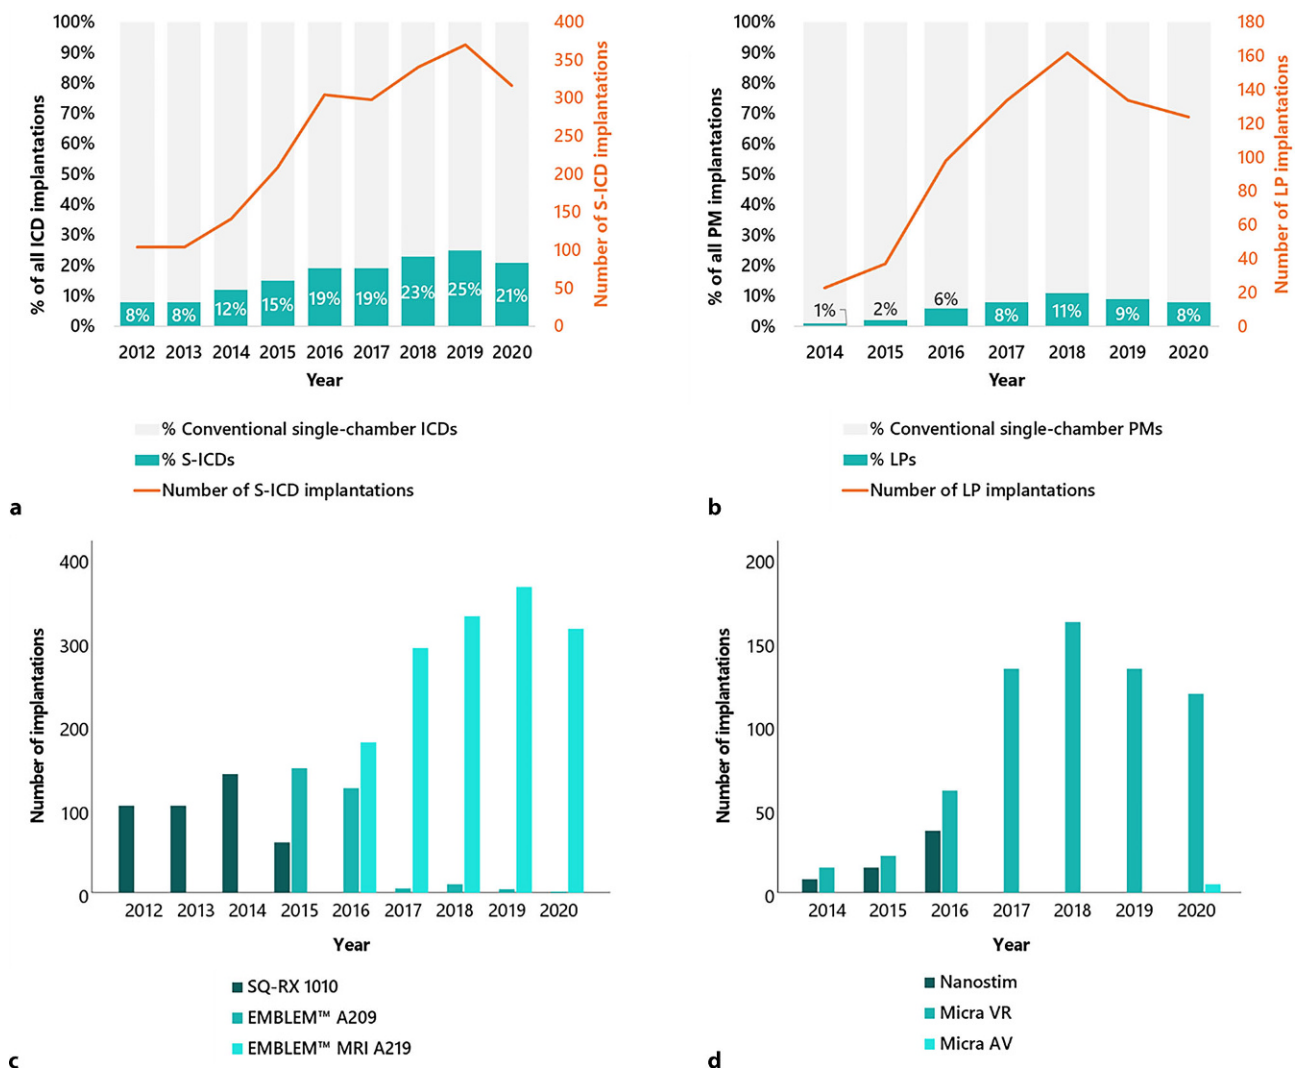 100%
90%
80%
70%
60%
50%
40%
30%
20%
10%
0%
% of all ICD implantations
8%
8%
12%
15%
19%
19%
23%
25%
21%
400
350
300
250
200
150
100
50
0
Number of S-ICD implantations
2012 2013 2014 2015 2016 2017 2018 2019 2020
Year
% Conventional single-chamber ICDs
% S-ICDs
Number of S-ICD implantations
a
100%
90%
80%
70%
60%
50%
40%
30%
20%
10%
0%
% of all PM implantations
1%
2%
6%
8%
11%
9%
8%
180
160
140
120
100
80
60
40
20
0
Number of LP implantations
2014 2015 2016 2017 2018 2019 2020
Year
% Conventional single-chamber PMs
% LPs
Number of LP implantations
b
400
300
200
100
0
Number of implantations
2012 2013 2014 2015 2016 2017 2018 2019 2020
Year
SQ-RX 1010
EMBLEM™ A209
EMBLEM™ MRI A219
c
200
150
100
50
0
Number of implantations
2014 2015 2016 2017 2018 2019 2020
Year
Nanostim
Micra VR
Micra AV
d